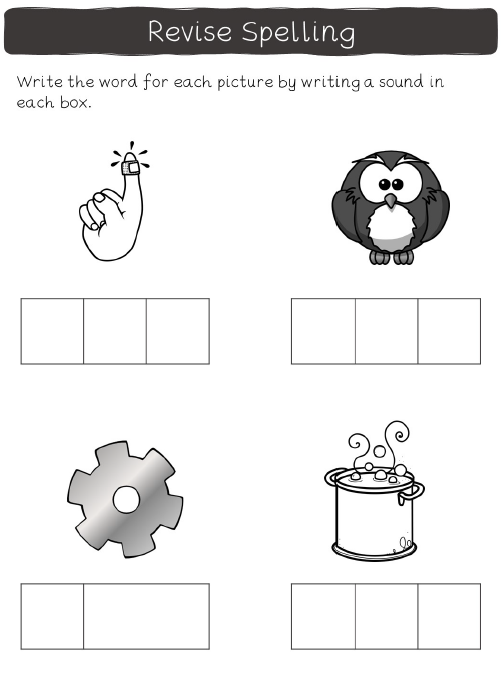 Revise Spelling
Write the word for each picture by writing a sound in
each box.